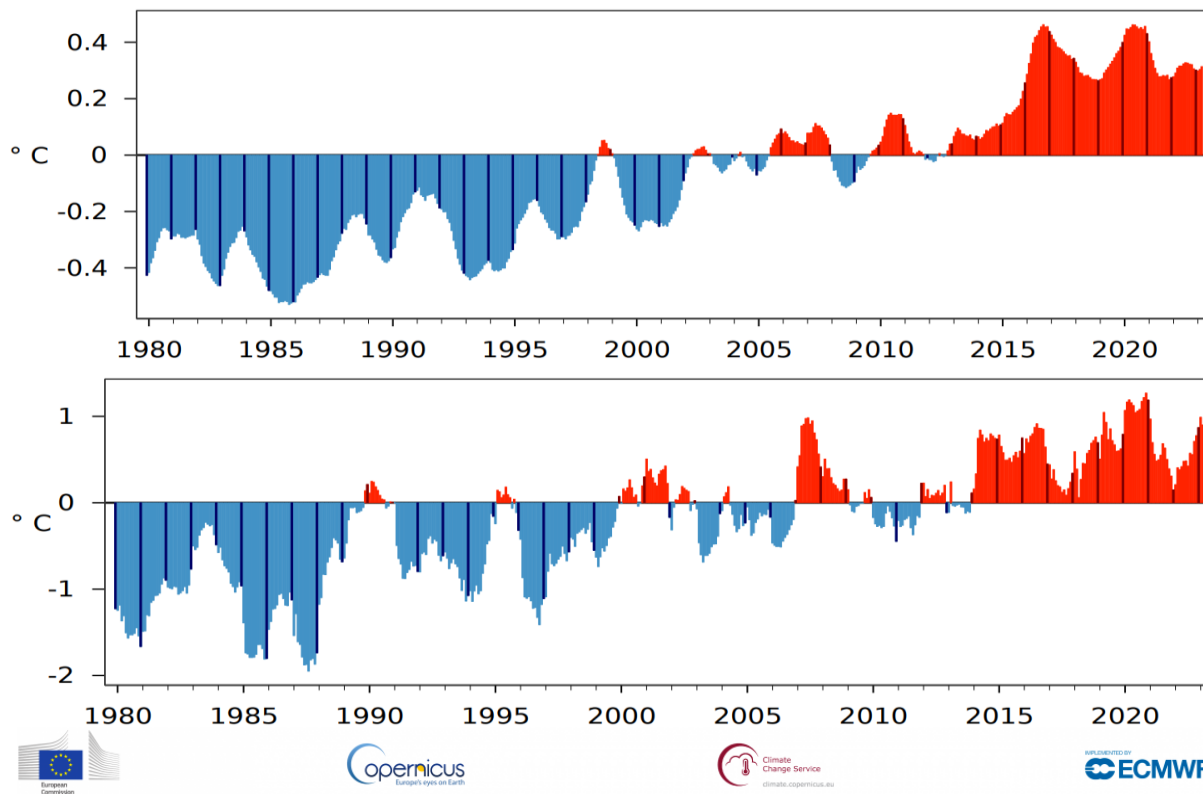 0.4
0.2
° C
0
-0.2
-0.4
1980 1985 1990 1995 2000 2005 2010 2015 2020
1
0
° C
-1
-2
1980 1985 1990 1995 2000 2005 2010 2015 2020
European
Commission
opernicus
Europe's eyes on Earth
Climate
Change Service
climate.copernicus.eu
IMPLEMENTED BY
ECMWF